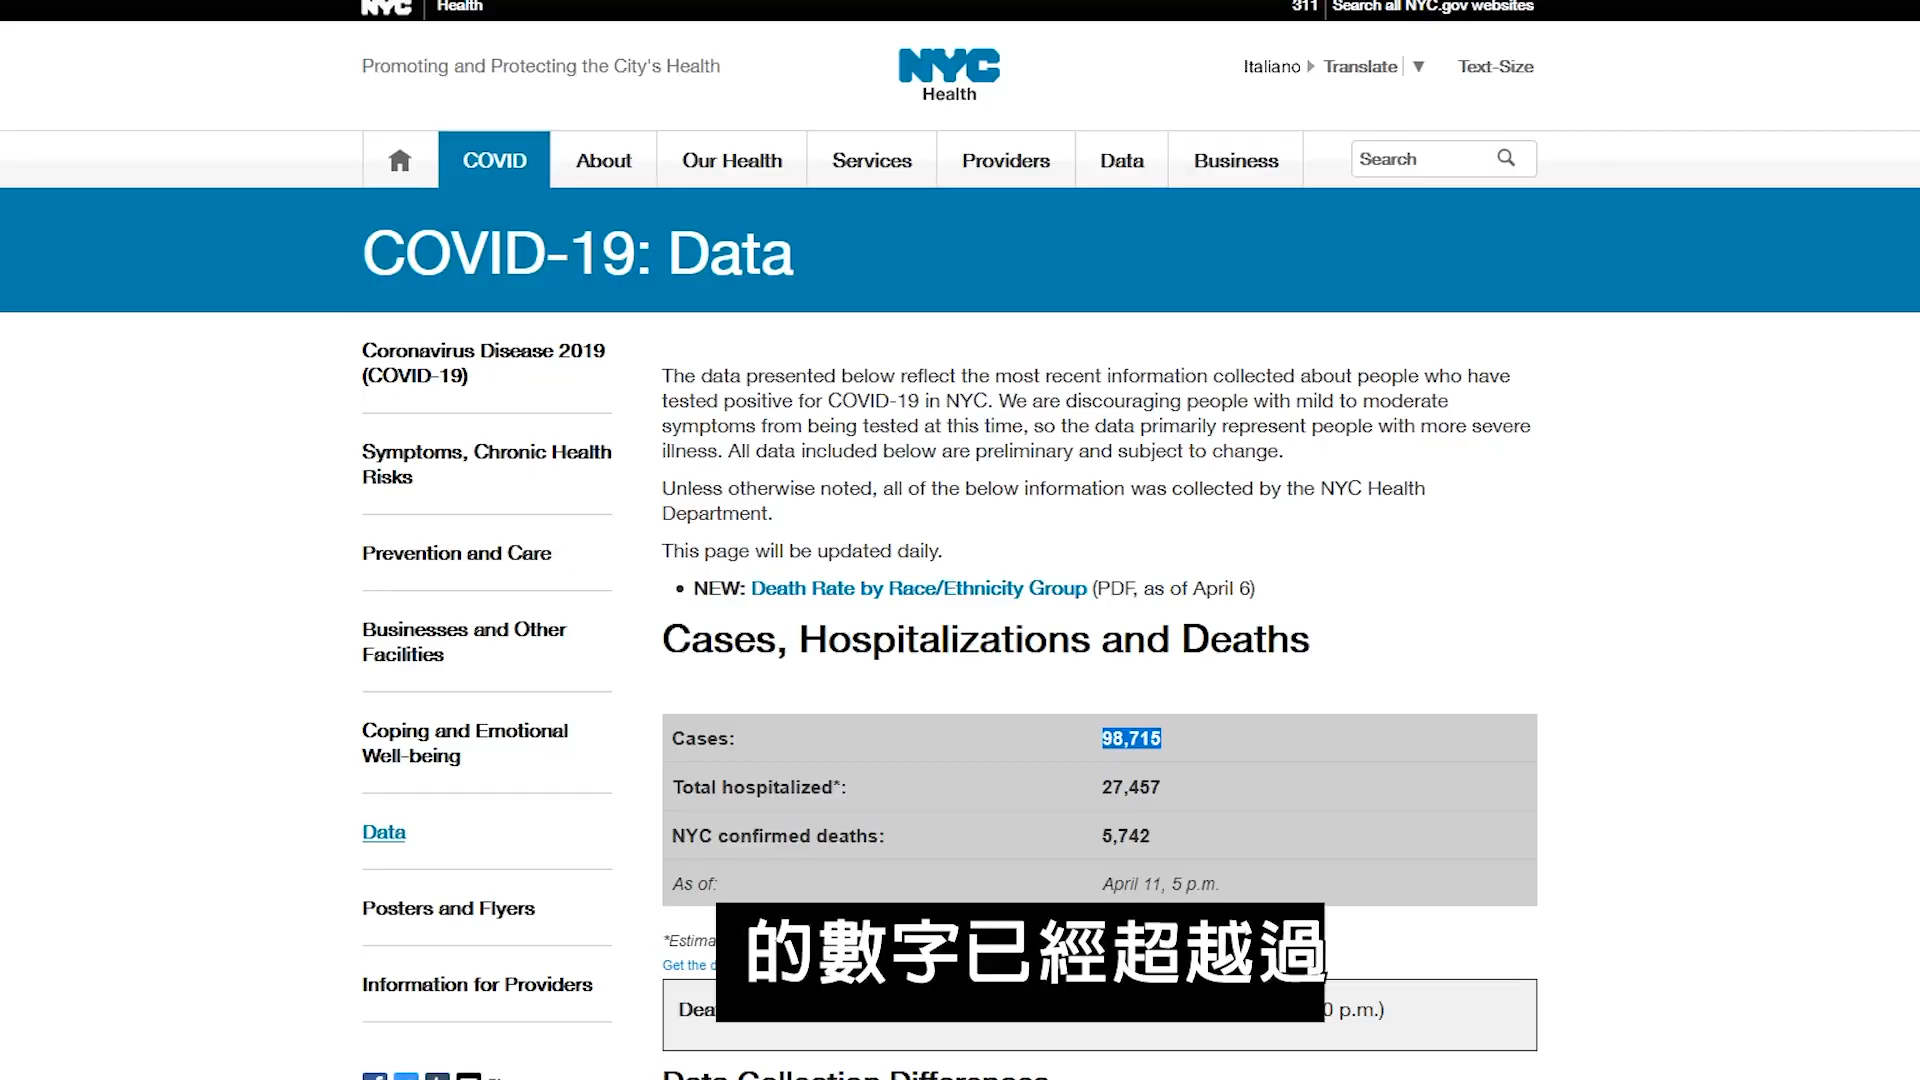 NYC Health 311 Search all NYC.gov websites
Promoting and Protecting the City's Health
NYC
Health
Italiano Translate Text-Size
COVID About Our Health Services Providers Data Business Search
COVID-19: Data
Coronavirus Disease 2019
(COVID-19)
Symptoms, Chronic Health
Risks
Prevention and Care
Businesses and Other
Facilities
Coping and Emotional
Well-being
Data
Posters and Flyers
Information for Providers
The data presented below reflect the most recent information collected about people who have
tested positive for COVID-19 in NYC. We are discouraging people with mild to moderate
symptoms from being tested at this time, so the data primarily represent people with more severe
illness. All data included below are preliminary and subject to change.
Unless otherwise noted, all of the below information was collected by the NYC Health
Department.
This page will be updated daily.
• NEW: Death Rate by Race/Ethnicity Group (PDF, as of April 6)
Cases, Hospitalizations and Deaths
Cases: 98,715
Total hospitalized*: 27,457
NYC confirmed deaths: 5,742
As of: April 11, 5 p.m.
*Estima
Get the d
Dea 0 p.m.)
的數字已經超越過
Data Collection Differences